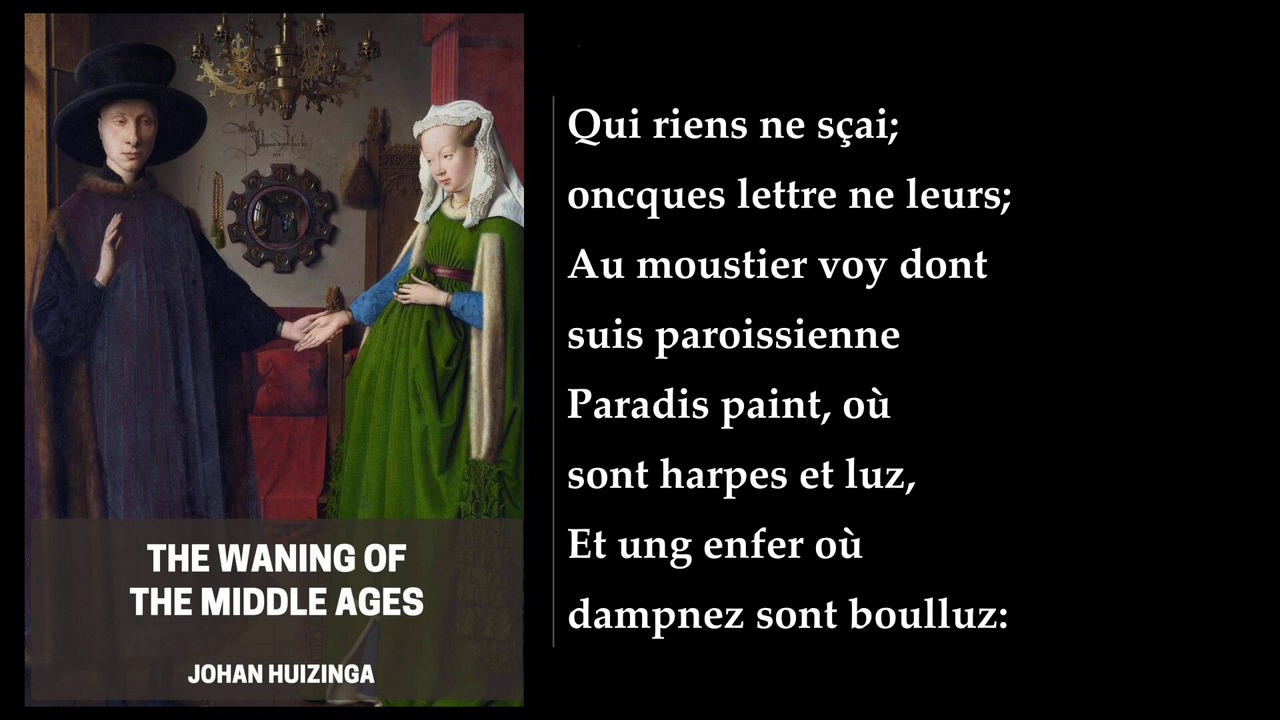 THE WANING OF
THE MIDDLE AGES
JOHAN HUIZINGA
Qui riens ne sçai;
oncques lettre ne leurs;
Au moustier voy dont
suis paroissienne
Paradis paint, où
sont harpes et luz,
Et ung enfer où
dampnez sont boulluz: